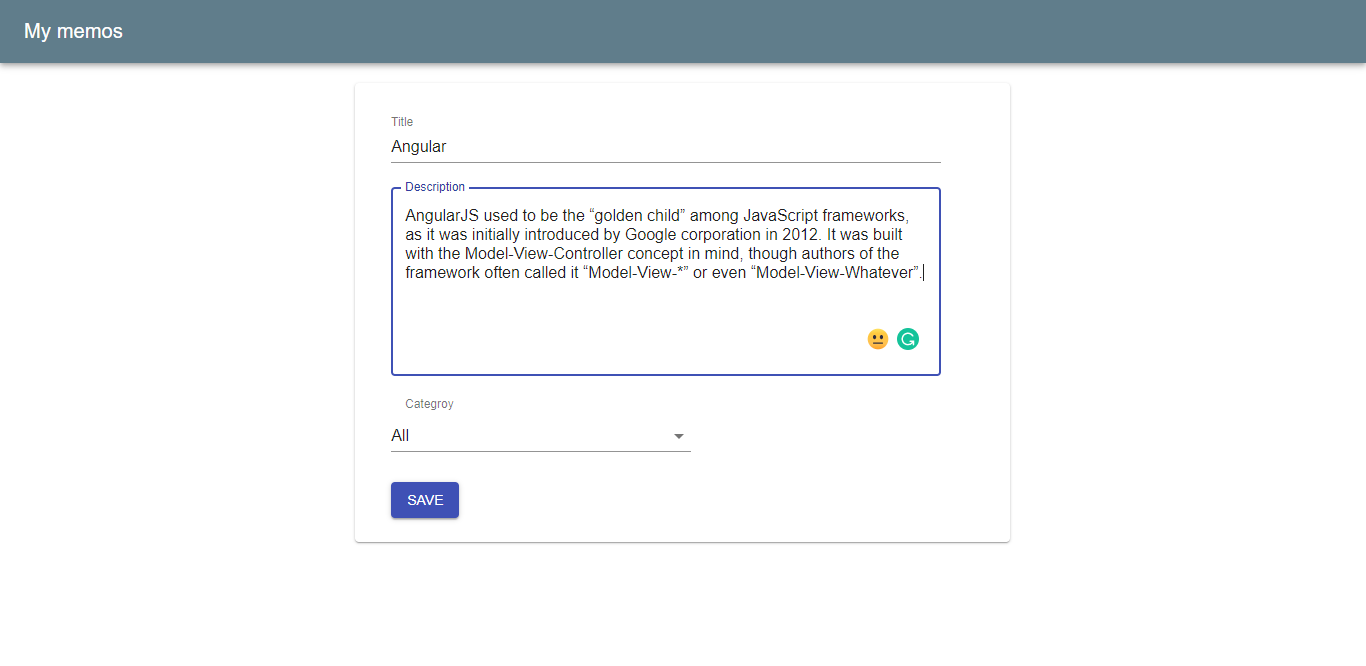 My memos
Title
Angular
Description
AngularJS used to be the “golden child” among JavaScript frameworks,
as it was initially introduced by Google corporation in 2012. It was built
with the Model-View-Controller concept in mind, though authors of the
framework often called it “Model-View-*” or even “Model-View-Whatever”.
Categroy
All
SAVE